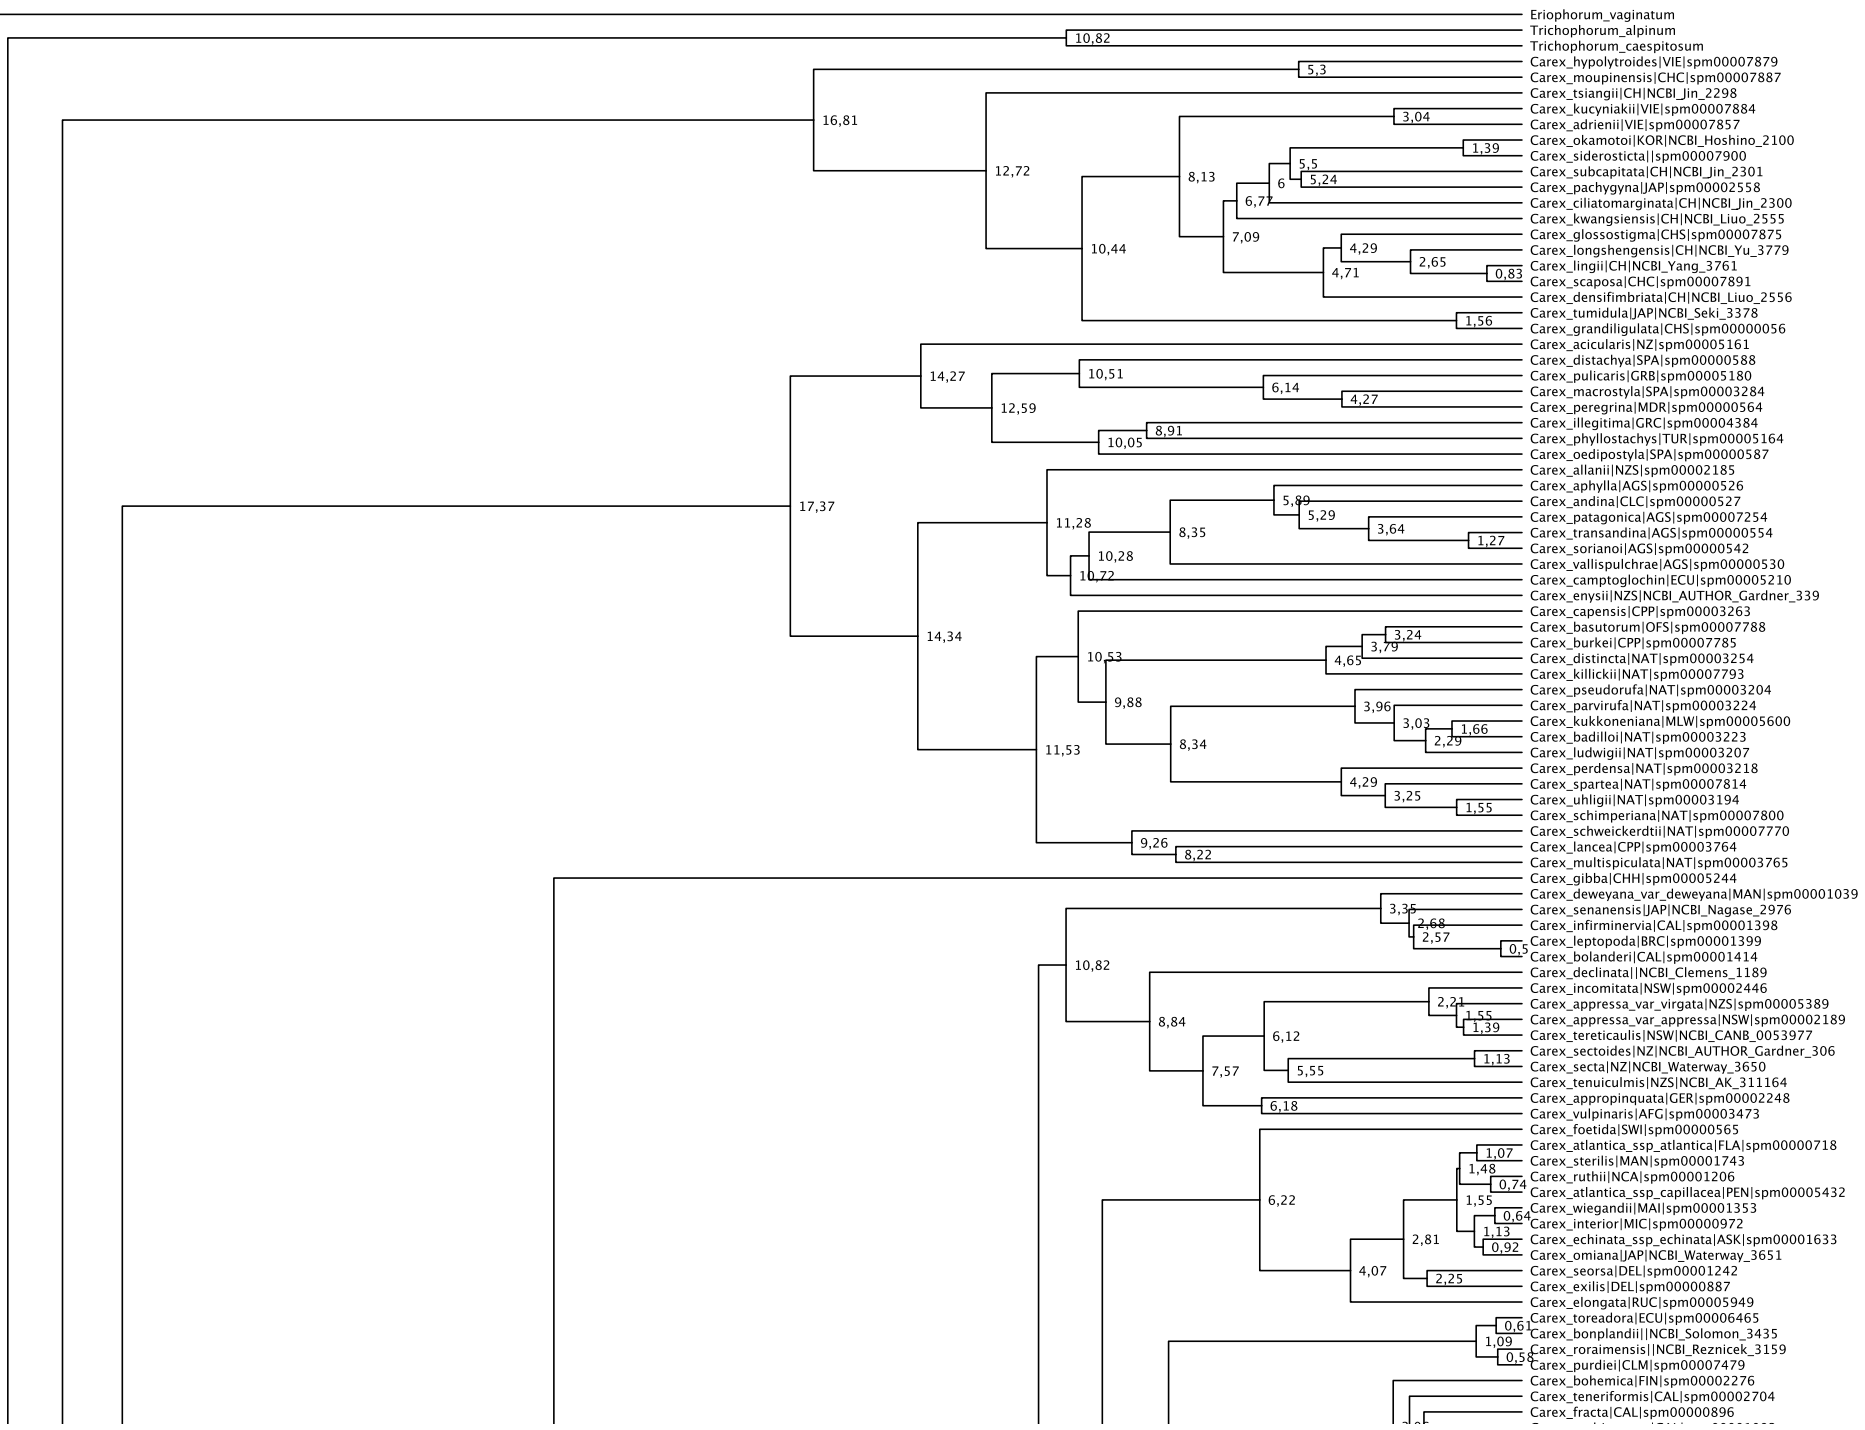 Eriophorum_vaginatum
Trichophorum_alpinum
10,82
Trichophorum_caespitosum
Carex_hypolytroides|VIE|spm00007879
5,3
Carex_moupinensis|CHC|spm00007887
Carex_tsiangii|CH|NCBI_Jin_2298
Carex_kucyniakii|VIE|spm00007884
16,81
3,04
Carex_adrienii|VIE|spm00007857
Carex_okamotoi|KOR|NCBI_Hoshino_2100
1,39
Carex_siderosticta||spm00007900
5,5
Carex_subcapitata|CH|NCBI_Jin_2301
12,72
8,13
6
5,24
Carex_pachygyna|JAP|spm00002558
6,77
Carex_ciliatomarginata|CH|NCBI_Jin_2300
Carex_kwangsiensis|CH|NCBI_Liuo_2555
7,09
Carex_glossostigma|CHS|spm00007875
10,44
4,29
Carex_longshengensis|CH|NCBI_Yu_3779
2,65
Carex_lingii|CH|NCBI_Yang_3761
4,71
0,83
Carex_scaposa|CHC|spm00007891
Carex_densifimbriata|CH|NCBI_Liuo_2556
Carex_tumidula|JAP|NCBI_Seki_3378
1,56
Carex_grandiligulata|CHS|spm00000056
Carex_acicularis|NZ|spm00005161
Carex_distachya|SPA|spm00000588
14,27
10,51
Carex_pulicaris|GRB|spm00005180
6,14
Carex_macrostyla|SPA|spm00003284
4,27
Carex_peregrina|MDR|spm00000564
12,59
Carex_illegitima|GRC|spm00004384
8,91
Carex_phyllostachys|TUR|spm00005164
10,05
Carex_oedipostyla|SPA|spm00000587
Carex_allanii|NZS|spm00002185
Carex_aphylla|AGS|spm00000526
5,89
Carex_andina|CLC|spm00000527
17,37
5,29
Carex_patagonica|AGS|spm00007254
11,28
3,64
8,35
Carex_transandina|AGS|spm00000554
1,27
Carex_sorianoi|AGS|spm00000542
10,28
Carex_vallispulchrae|AGS|spm00000530
10,72
Carex_camptoglochin|ECU|spm00005210
Carex_enysii|NZS|NCBI_AUTHOR_Gardner_339
Carex_capensis|CPP|spm00003263
Carex_basutorum|OFS|spm00007788
14,34
3,24
Carex_burkei|CPP|spm00007785
3,79
10,53
4,65
Carex_distincta|NAT|spm00003254
Carex_killickii|NAT|spm00007793
Carex_pseudorufa|NAT|spm00003204
9,88
3,96
Carex_parvirufa|NAT|spm00003224
3,03
Carex_kukkoneniana|MLW|spm00005600
1,66
Carex_badilloi|NAT|spm00003223
2,29
8,34
11,53
Carex_ludwigii|NAT|spm00003207
Carex_perdensa|NAT|spm00003218
4,29
Carex_spartea|NAT|spm00007814
3,25
Carex_uhligii|NAT|spm00003194
1,55
Carex_schimperiana|NAT|spm00007800
Carex_schweickerdtii|NAT|spm00007770
9,26
Carex_lancea|CPP|spm00003764
8,22
Carex_multispiculata|NAT|spm00003765
Carex_gibba|CHH|spm00005244
Carex_deweyana_var_deweyana|MAN|spm00001039
3,35
Carex_senanensis|JAP|NCBI_Nagase_2976
2,68
Carex_infirminervia|CAL|spm00001398
2,57
Carex_leptopoda|BRC|spm00001399
0,5
Carex_bolanderi|CAL|spm00001414
10,82
Carex_declinata||NCBI_Clemens_1189
Carex_incomitata|NSW|spm00002446
2,21
Carex_appressa_var_virgata|NZS|spm00005389
1,55
8,84
Carex_appressa_var_appressa|NSW|spm00002189
1,39
6,12
Carex_tereticaulis|NSW|NCBI_CANB_0053977
Carex_sectoides|NZ|NCBI_AUTHOR_Gardner_306
1,13
7,57
5,55
Carex_secta|NZ|NCBI_Waterway_3650
Carex_tenuiculmis|NZS|NCBI_AK_311164
Carex_appropinquata|GER|spm00002248
6,18
Carex_vulpinaris|AFG|spm00003473
Carex_foetida|SWI|spm00000565
Carex_atlantica_ssp_atlantica|FLA|spm00000718
1,07
Carex_sterilis|MAN|spm00001743
1,48
Carex_ruthii|NCA|spm00001206
0,74
Carex_atlantica_ssp_capillacea|PEN|spm00005432
6,22
1,55
Carex_wiegandii|MAI|spm00001353
0,64
Carex_interior|MIC|spm00000972
1,13
2,81
Carex_echinata_ssp_echinata|ASK|spm00001633
0,92
Carex_omiana|JAP|NCBI_Waterway_3651
4,07
Carex_seorsa|DEL|spm00001242
2,25
Carex_exilis|DEL|spm00000887
Carex_elongata|RUC|spm00005949
Carex_toreadora|ECU|spm00006465
0,61
Carex_bonplandii||NCBI_Solomon_3435
1,09
Carex_roraimensis||NCBI_Reznicek_3159
0,58
Carex_purdiei|CLM|spm00007479
Carex_bohemica|FIN|spm00002276
Carex_teneriformis|CAL|spm00002704
Carex_fracta|CAL|spm00000896